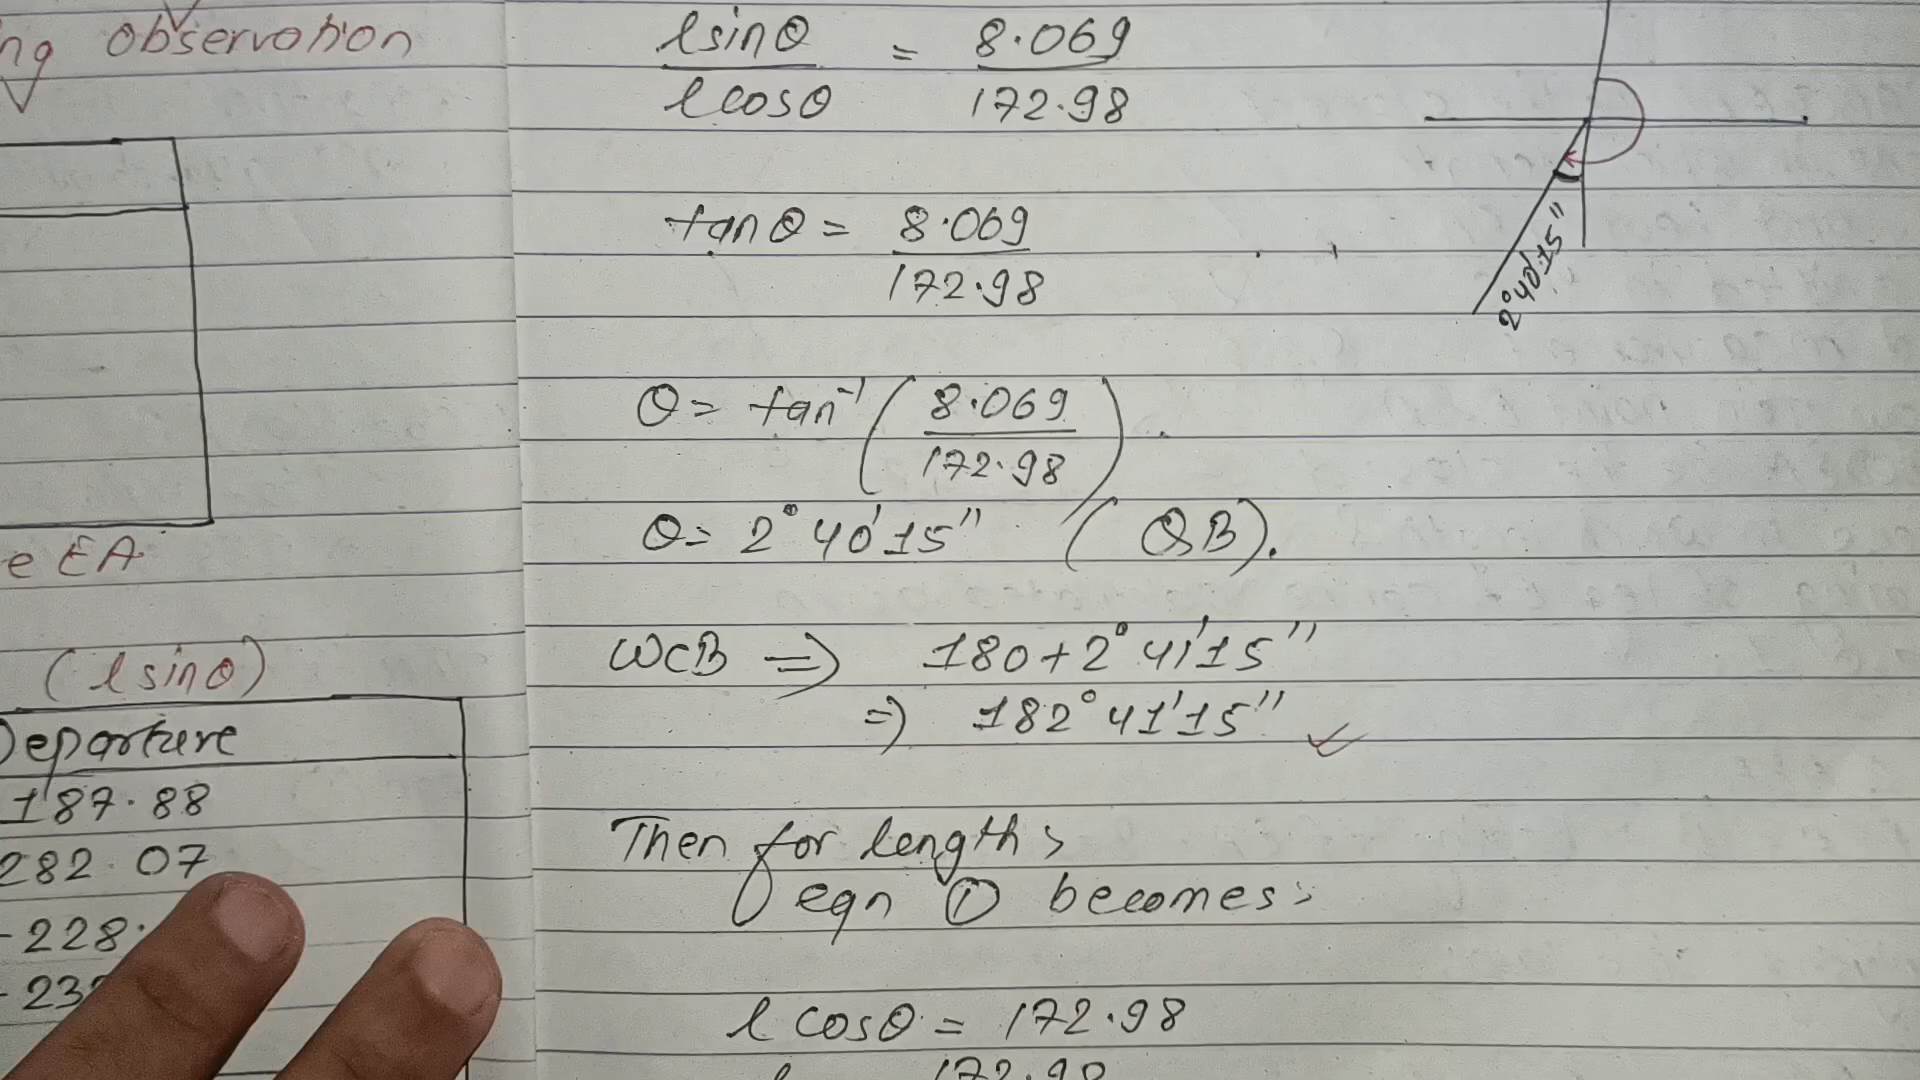 ng observation
e EA
(l sinθ)
Departure
187.88
282.07
-228.
-23
l sinθ / l cosθ = 8.069 / 172.98
tanθ = 8.069 / 172.98
θ = tan⁻¹ ( 8.069 / 172.98 )
θ = 2° 40' 15" (QB).
WCB ⇒ 180 + 2° 41' 15"
⇒ 182° 41' 15"
Then for length,
eqn ① becomes:
l cosθ = 172.98
2° 40' 15"